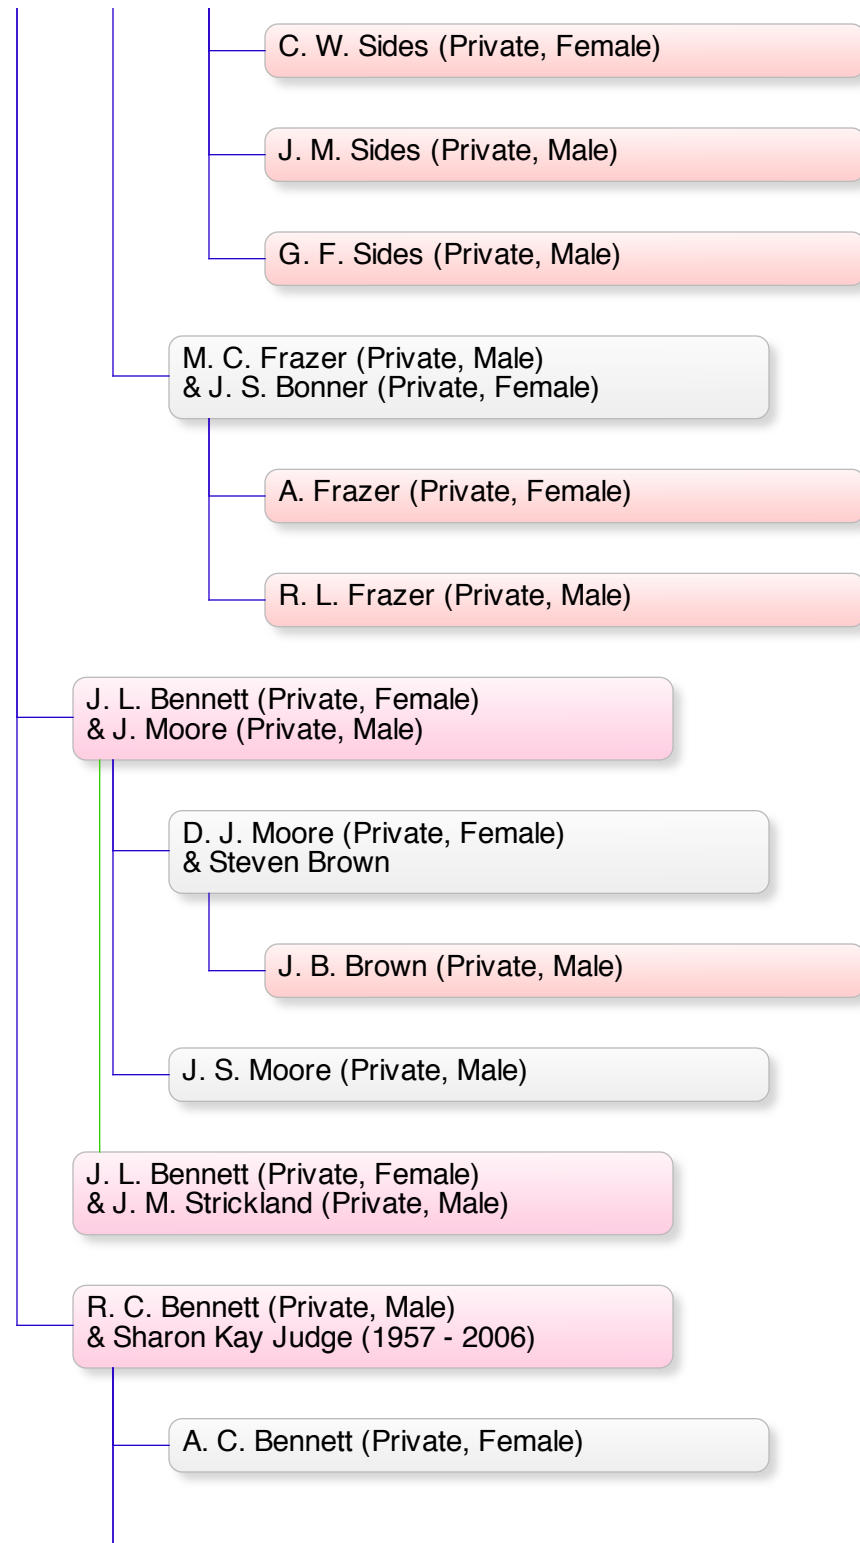 C. W. Sides (Private, Female)
J. M. Sides (Private, Male)
G. F. Sides (Private, Male)
M. C. Frazer (Private, Male)
& J. S. Bonner (Private, Female)
A. Frazer (Private, Female)
R. L. Frazer (Private, Male)
J. L. Bennett (Private, Female)
& J. Moore (Private, Male)
D. J. Moore (Private, Female)
& Steven Brown
J. B. Brown (Private, Male)
J. S. Moore (Private, Male)
J. L. Bennett (Private, Female)
& J. M. Strickland (Private, Male)
R. C. Bennett (Private, Male)
& Sharon Kay Judge (1957 - 2006)
A. C. Bennett (Private, Female)